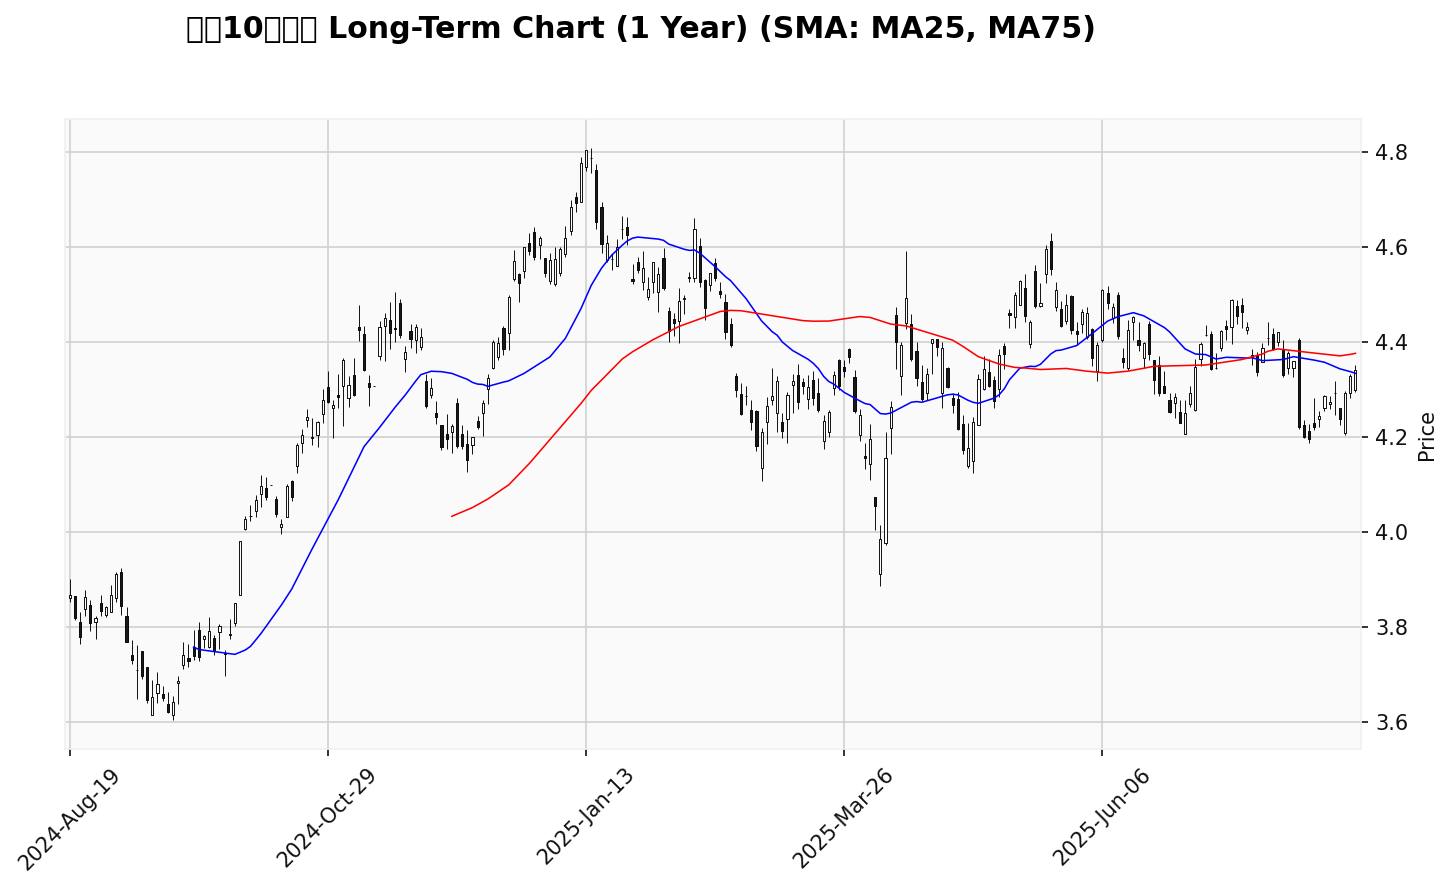 10 Long-Term Chart (1 Year) (SMA: MA25, MA75)
4.8
4.6
4.4
4.2
4.0
3.8
3.6
Price
2024-Aug-19
2024-Oct-29
2025-Jan-13
2025-Mar-26
2025-Jun-06